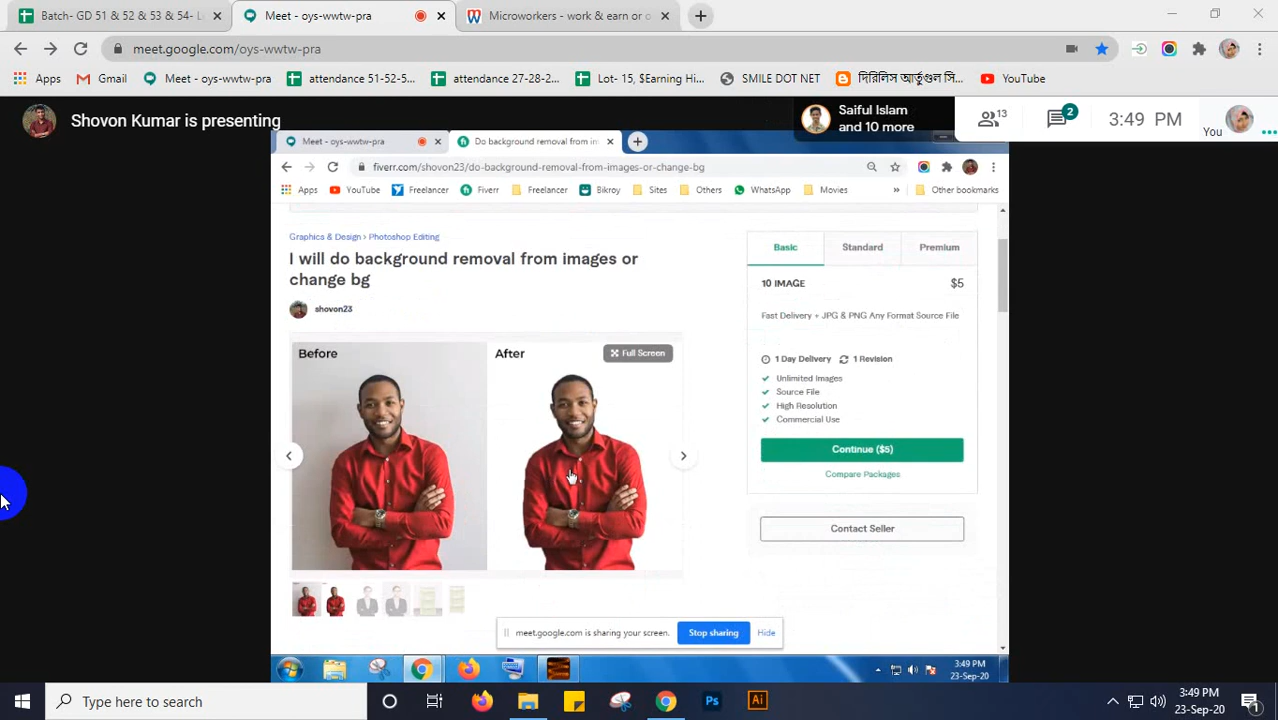 Batch- GD 51 & 52 & 53 & 54- L
Meet - oys-wwtw-pra
Microworkers - work & earn or o
meet.google.com/oys-wwtw-pra
Apps
Gmail
Meet - oys-wwtw-pra
attendance 51-52-5...
attendance 27-28-2...
Lot- 15, $Earning Hi...
SMILE DOT NET
দিরিলিস আর্তুগুল সি...
YouTube
Shovon Kumar is presenting
Saiful Islam
and 10 more
13
2
3:49 PM
You
Meet - oys-wwtw-pra
Do background removal from im
fiverr.com/shovon23/do-background-removal-from-images-or-change-bg
Apps
YouTube
Freelancer
Fiverr
Freelancer
Bikroy
Sites
Others
WhatsApp
Movies
»
Other bookmarks
Graphics & Design > Photoshop Editing
I will do background removal from images or
change bg
shovon23
Before
After
Full Screen
Basic
Standard
Premium
10 IMAGE
$5
Fast Delivery + JPG & PNG Any Format Source File
1 Day Delivery
1 Revision
Unlimited Images
Source File
High Resolution
Commercial Use
Continue ($5)
Compare Packages
Contact Seller
meet.google.com is sharing your screen.
Stop sharing
Hide
3:49 PM
23-Sep-20
Type here to search
Ps
Ai
3:49 PM
23-Sep-20
1